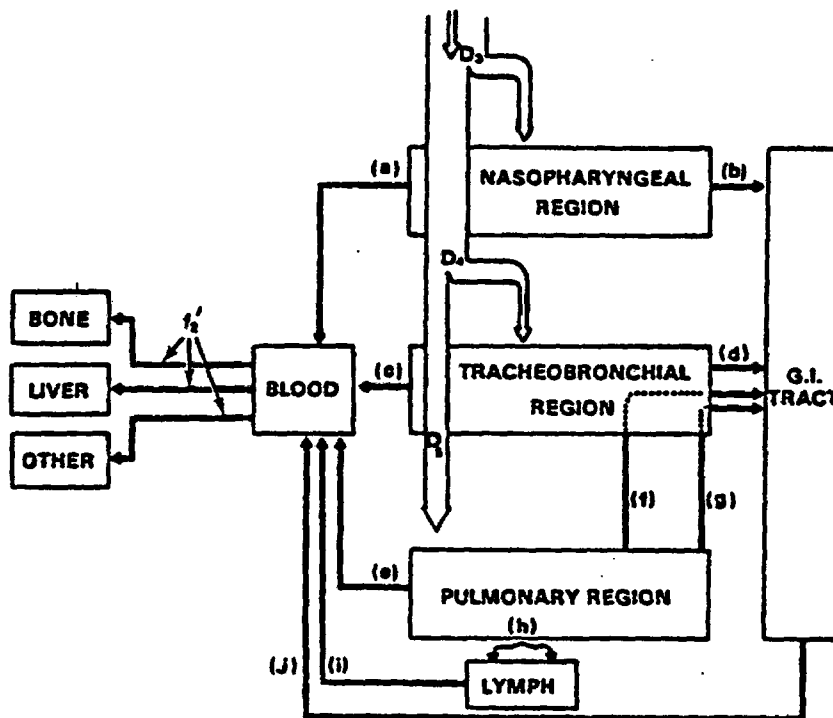 D₃
(a)
NASOPHARYNGEAL
REGION
(b)
D₄
BONE
f₂′
LIVER
BLOOD
OTHER
(c)
TRACHEOBRONCHIAL
REGION
(d)
G.I.
TRACT
D₅
(f)
(g)
(e)
PULMONARY REGION
(h)
(j)
(i)
LYMPH